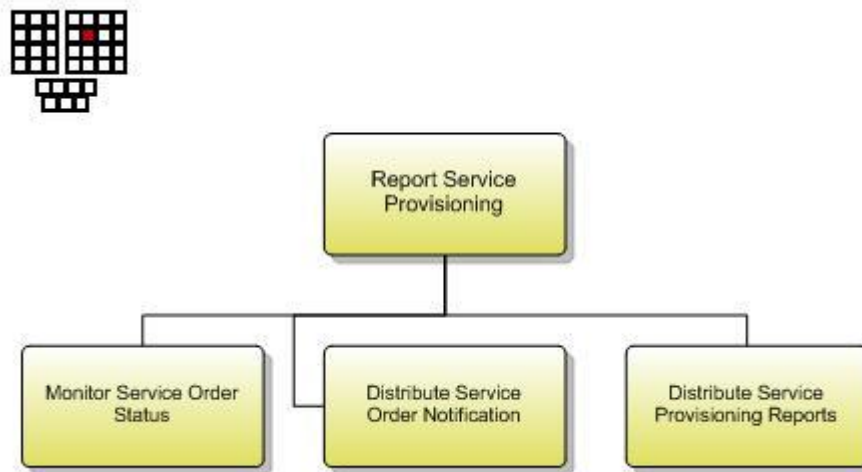 Report Service
Provisioning
Monitor Service Order
Status
Distribute Service
Order Notification
Distribute Service
Provisioning Reports